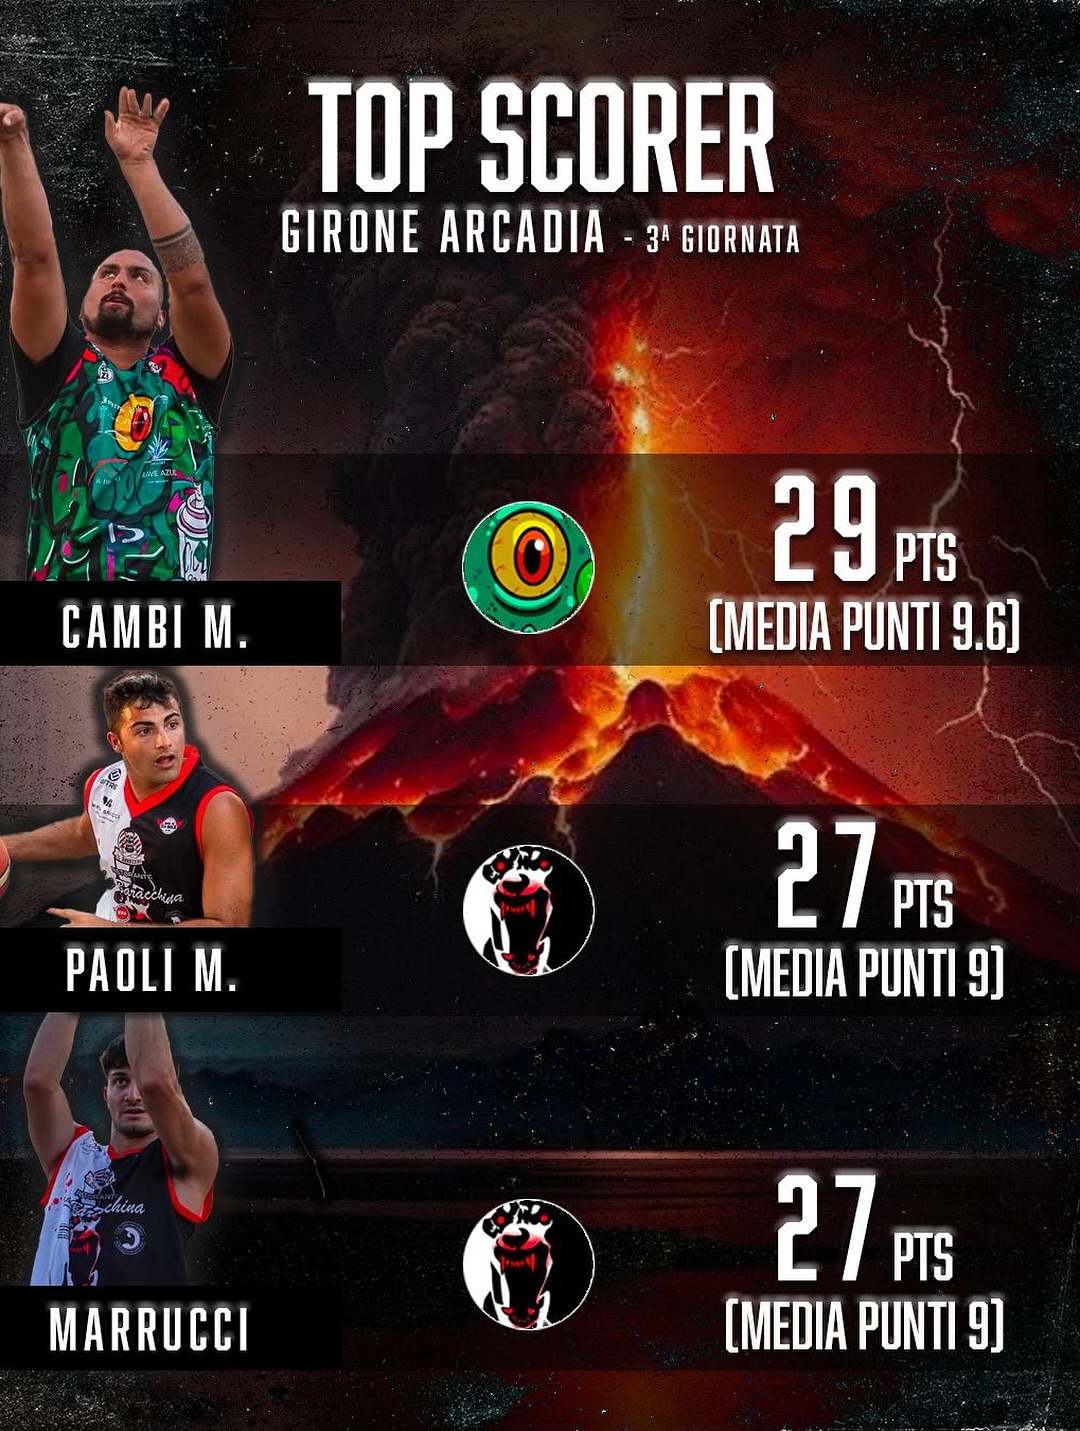 TOP SCORER
GIRONE ARCADIA - 3ª GIORNATA
29 PTS
(MEDIA PUNTI 9.6)
CAMBI M.
27 PTS
(MEDIA PUNTI 9)
PAOLI M.
27 PTS
(MEDIA PUNTI 9)
MARRUCCI